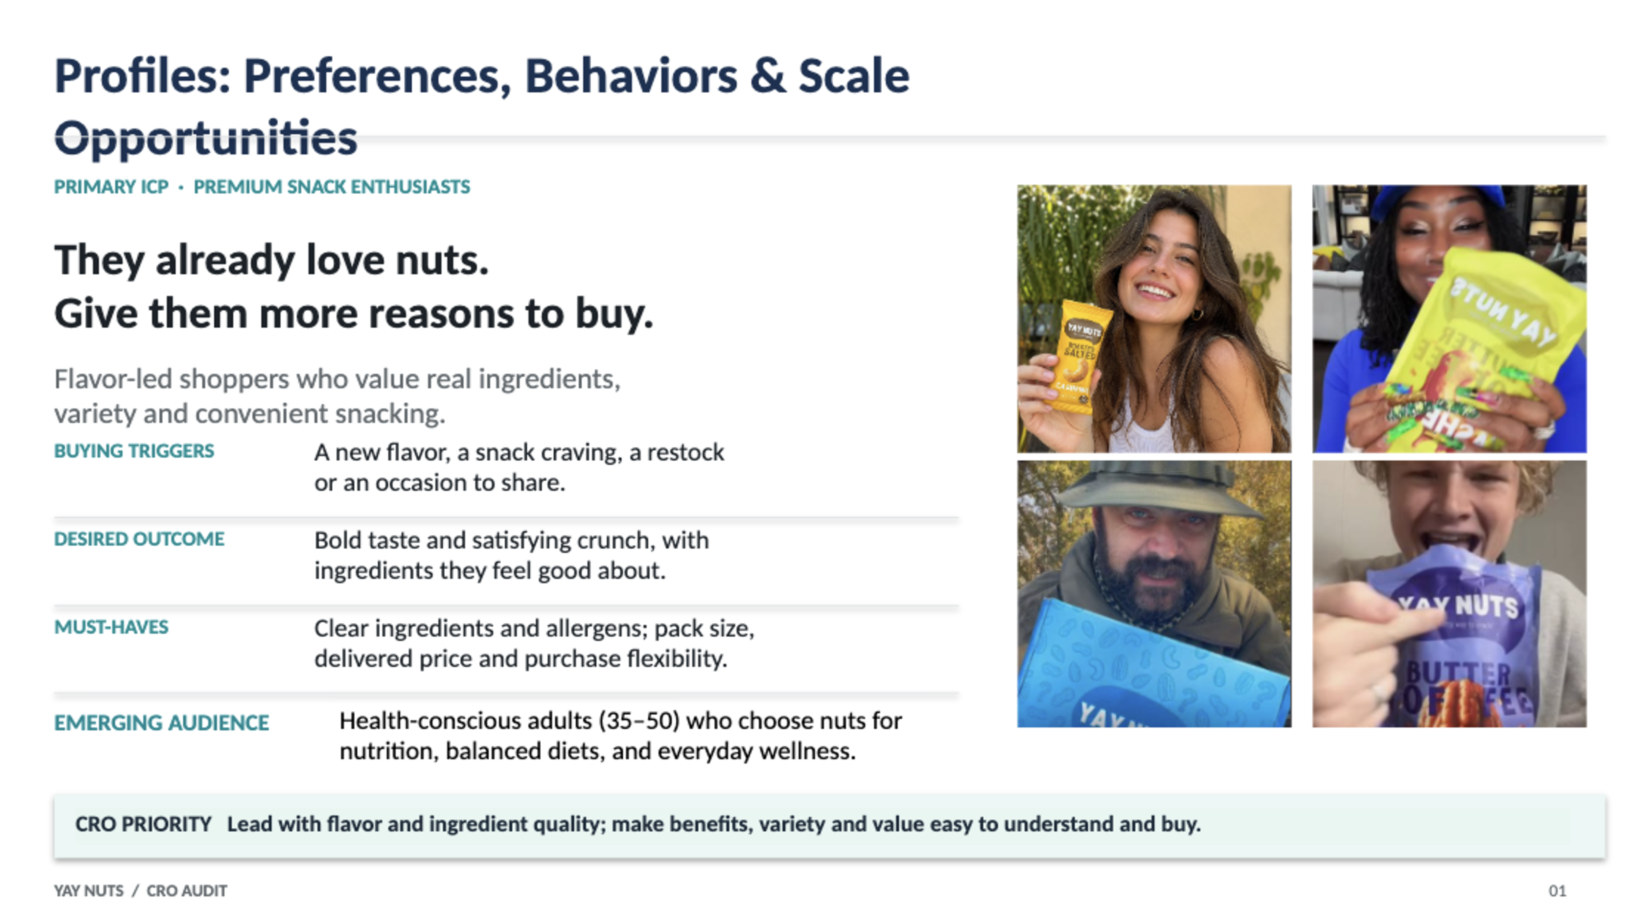 Profiles: Preferences, Behaviors & Scale
Opportunities
PRIMARY ICP · PREMIUM SNACK ENTHUSIASTS
They already love nuts.
Give them more reasons to buy.
Flavor-led shoppers who value real ingredients,
variety and convenient snacking.
BUYING TRIGGERS
A new flavor, a snack craving, a restock
or an occasion to share.
DESIRED OUTCOME
Bold taste and satisfying crunch, with
ingredients they feel good about.
MUST-HAVES
Clear ingredients and allergens; pack size,
delivered price and purchase flexibility.
EMERGING AUDIENCE
Health-conscious adults (35–50) who choose nuts for
nutrition, balanced diets, and everyday wellness.
YAY NUTS
SALTED
YAY NUTS
YAY
YAY NUTS
BUTTER
CRO PRIORITY Lead with flavor and ingredient quality; make benefits, variety and value easy to understand and buy.
YAY NUTS / CRO AUDIT
01